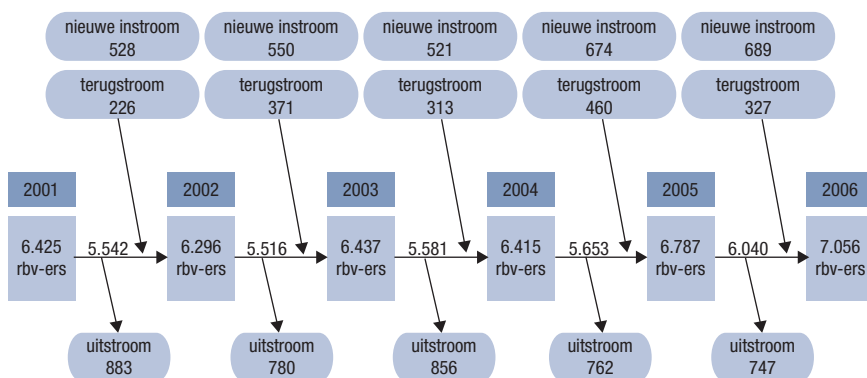 nieuwe instroom
528
nieuwe instroom
550
nieuwe instroom
521
nieuwe instroom
674
nieuwe instroom
689
terugstroom
226
terugstroom
371
terugstroom
313
terugstroom
460
terugstroom
327
2001
2002
2003
2004
2005
2006
6.425
rbv-ers
5.542
6.296
rbv-ers
5.516
6.437
rbv-ers
5.581
6.415
rbv-ers
5.653
6.787
rbv-ers
6.040
7.056
rbv-ers
uitstroom
883
uitstroom
780
uitstroom
856
uitstroom
762
uitstroom
747